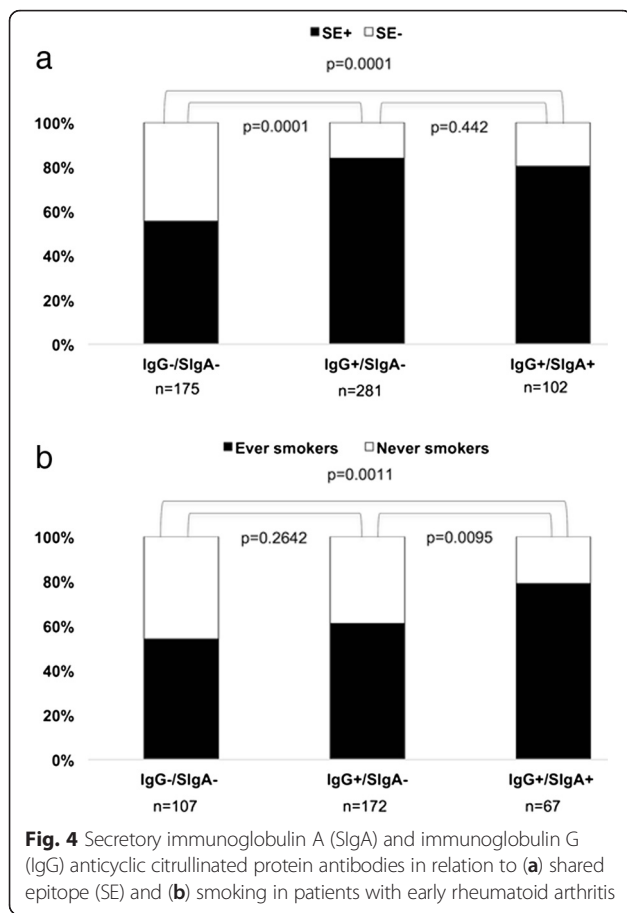 a
■SE+ □SE-
p=0.0001
p=0.0001 p=0.442
100%
80%
60%
40%
20%
0%
IgG-/SIgA- IgG+/SIgA- IgG+/SIgA+
n=175 n=281 n=102
b
■Ever smokers □Never smokers
p=0.0011
p=0.2642 p=0.0095
100%
80%
60%
40%
20%
0%
IgG-/SIgA- IgG+/SIgA- IgG+/SIgA+
n=107 n=172 n=67
Fig. 4 Secretory immunoglobulin A (SIgA) and immunoglobulin G
(IgG) anticyclic citrullinated protein antibodies in relation to (a) shared
epitope (SE) and (b) smoking in patients with early rheumatoid arthritis